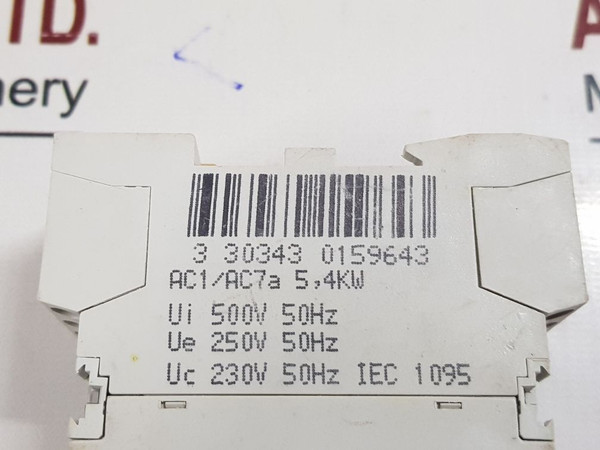 TD.
nery
A
M
3 30343 0159643
AC1/AC7a 5,4KW
Ui 500V 50Hz
Ue 250V 50Hz
Uc 230V 50Hz IEC 1095